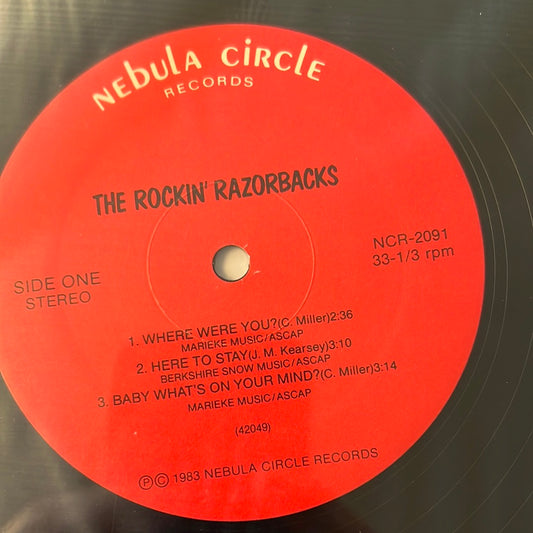 NEBULA CIRCLE
RECORDS
THE ROCKIN' RAZORBACKS
NCR-2091
33-1/3 rpm
SIDE ONE
STEREO
1. WHERE WERE YOU?(C. Miller)2:36
MARIEKE MUSIC/ASCAP
2. HERE TO STAY(J. M. Kearsey)3:10
BERKSHIRE SNOW MUSIC/ASCAP
3. BABY WHAT'S ON YOUR MIND?(C. Miller)3:14
MARIEKE MUSIC/ASCAP
(42049)
Ⓟ© 1983 NEBULA CIRCLE RECORDS